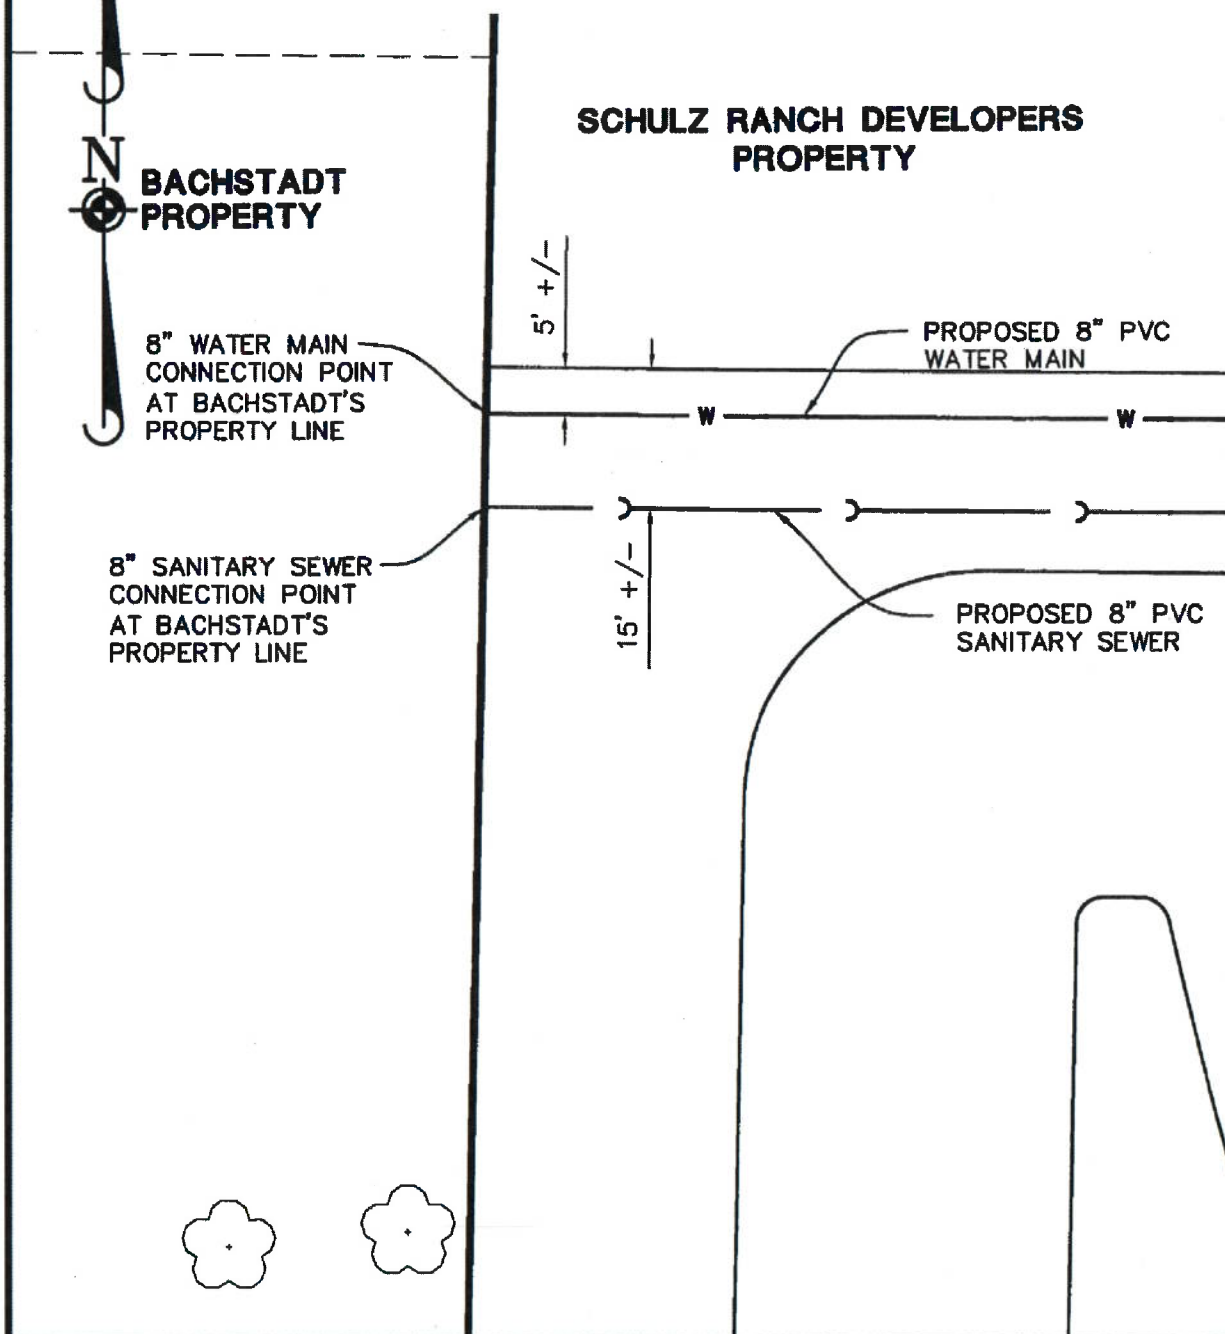 SCHULZ RANCH DEVELOPERS
PROPERTY
N
BACHSTADT
PROPERTY
5' +/-
8" WATER MAIN
CONNECTION POINT
AT BACHSTADT'S
PROPERTY LINE
PROPOSED 8" PVC
WATER MAIN
W
W
8" SANITARY SEWER
CONNECTION POINT
AT BACHSTADT'S
PROPERTY LINE
15' +/-
PROPOSED 8" PVC
SANITARY SEWER